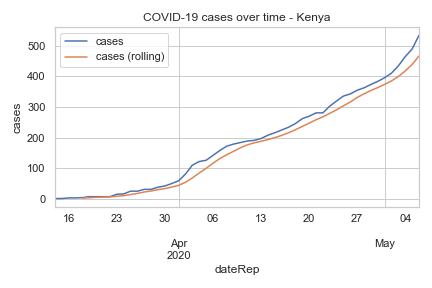 COVID-19 cases over time - Kenya
cases
cases (rolling)
500
400
300
200
100
0
cases
16 23 30 06 13 20 27 04
Apr May
2020
dateRep